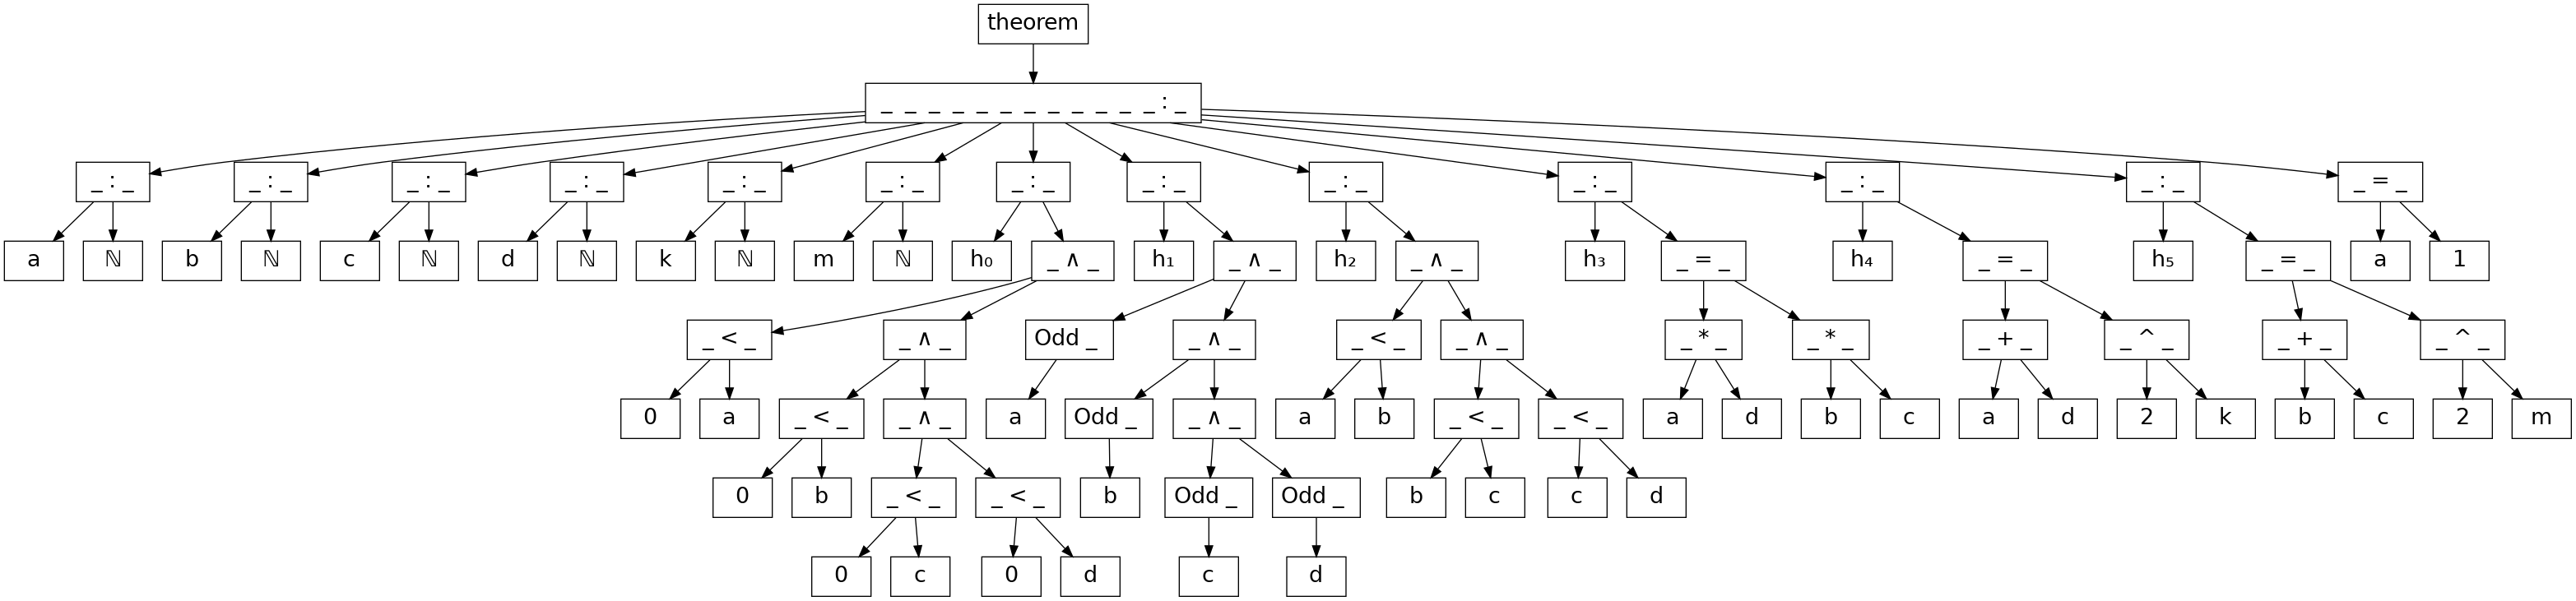 theorem
_ _ _ _ _ _ _ _ _ _ _ _ : _
_ : _ _ : _ _ : _ _ : _ _ : _ _ : _ _ : _ _ : _ _ : _ _ : _ _ : _ _ : _ _ = _
a ℕ b ℕ c ℕ d ℕ k ℕ m ℕ h₀ _ ∧ _ h₁ _ ∧ _ h₂ _ ∧ _ h₃ _ = _ h₄ _ = _ h₅ _ = _ a 1
_ < _ _ ∧ _ Odd _ _ ∧ _ _ < _ _ ∧ _ _ * _ _ * _ _ + _ _ ^ _ _ + _ _ ^ _
0 a _ < _ _ ∧ _ a Odd _ _ ∧ _ a b _ < _ _ < _ a d b c a d 2 k b c 2 m
0 b _ < _ _ < _ b Odd _ Odd _ b c c d
0 c 0 d c d